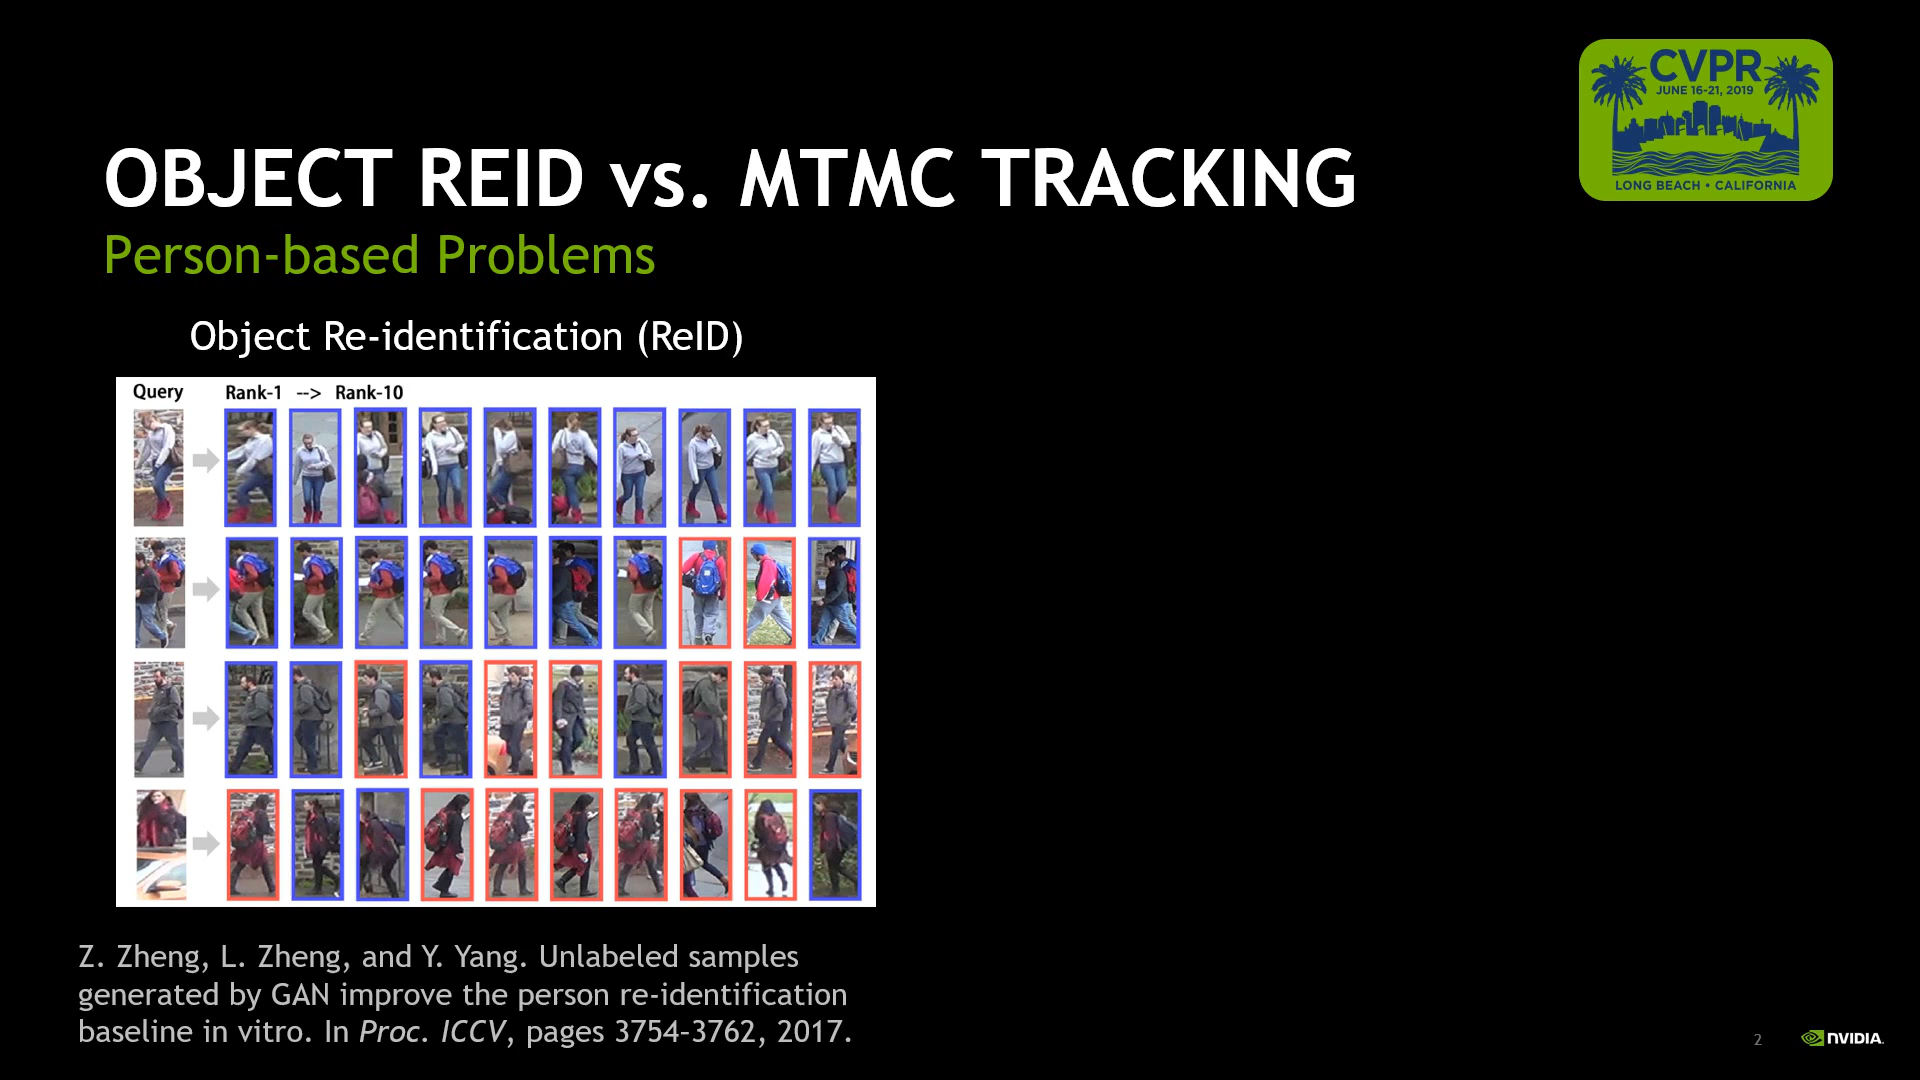 CVPR
JUNE 16-21, 2019
LONG BEACH • CALIFORNIA
OBJECT REID vs. MTMC TRACKING
Person-based Problems
Object Re-identification (ReID)
Query Rank-1 --> Rank-10
Z. Zheng, L. Zheng, and Y. Yang. Unlabeled samples
generated by GAN improve the person re-identification
baseline in vitro. In Proc. ICCV, pages 3754–3762, 2017.
2
NVIDIA.